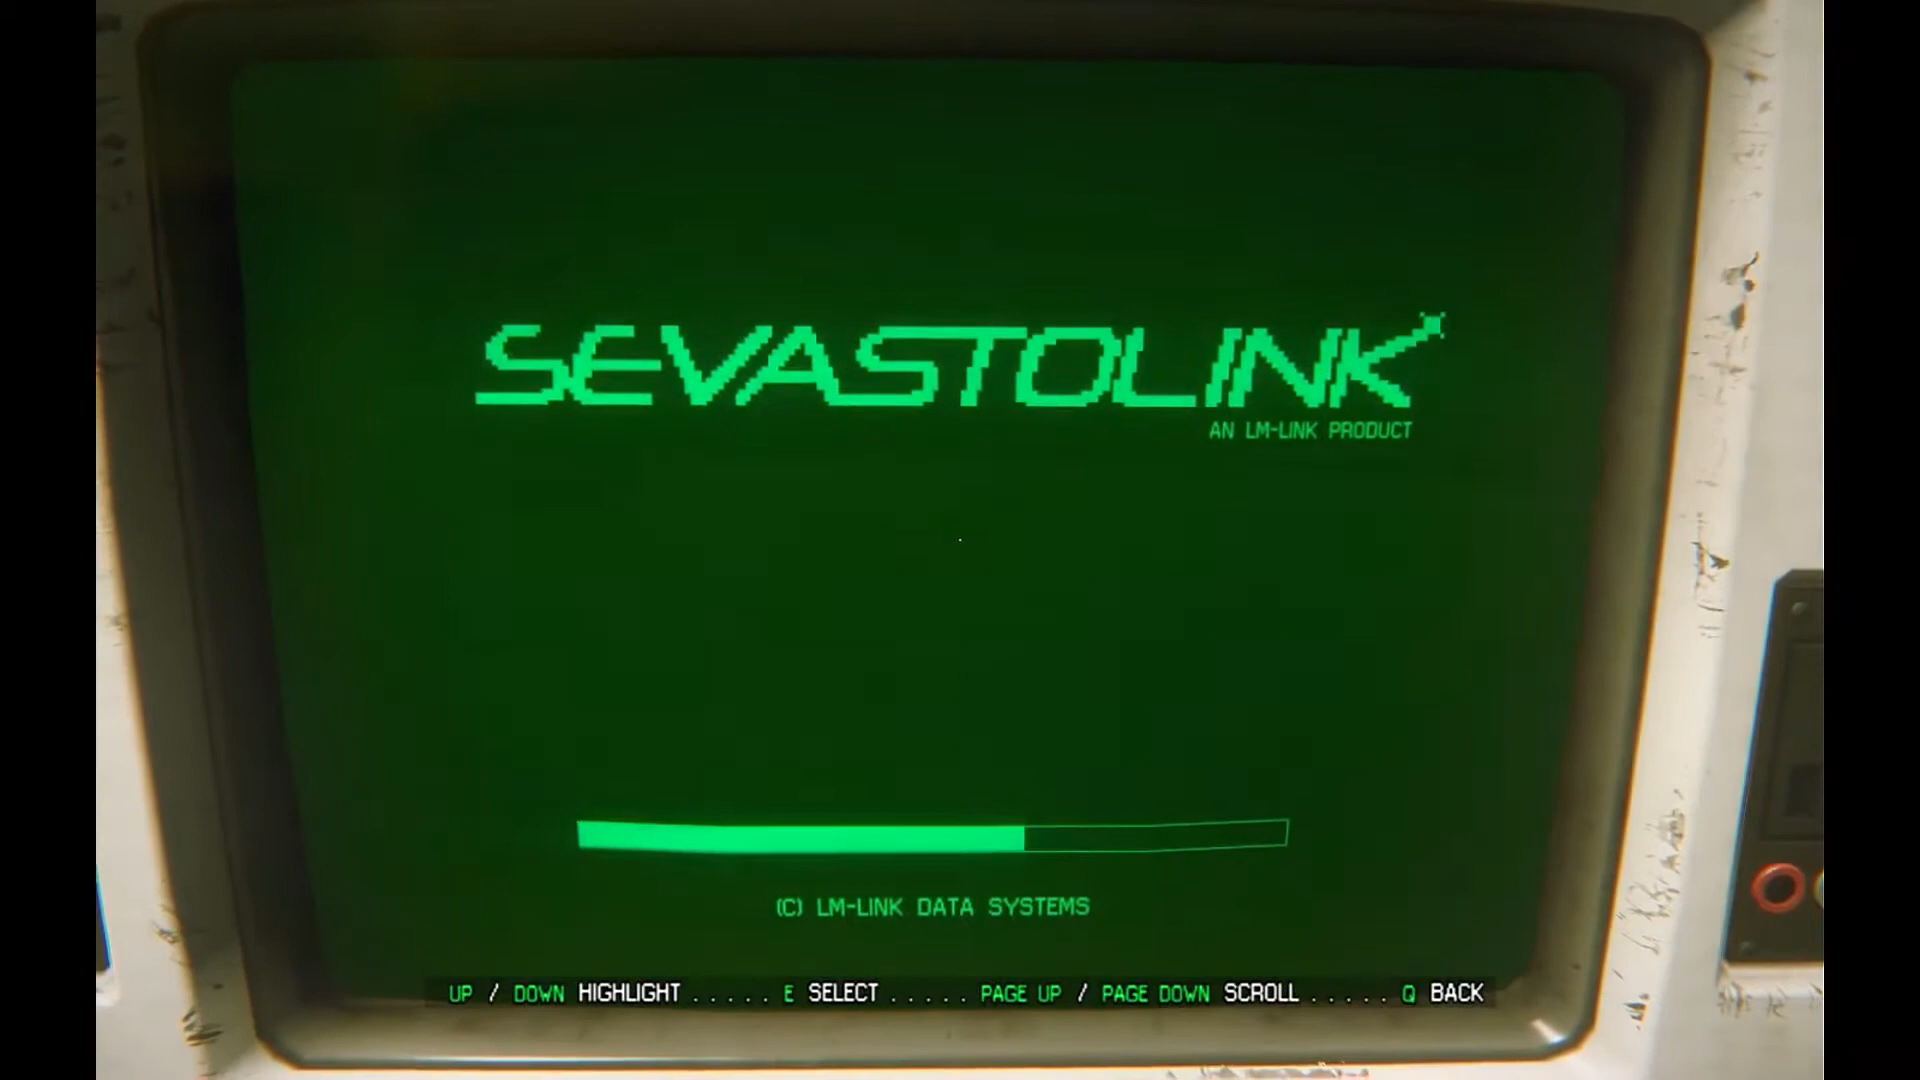 SEVASTOLINK
AN LM-LINK PRODUCT
(C) LM-LINK DATA SYSTEMS
UP / DOWN HIGHLIGHT ..... E SELECT ..... PAGE UP / PAGE DOWN SCROLL ..... Q BACK